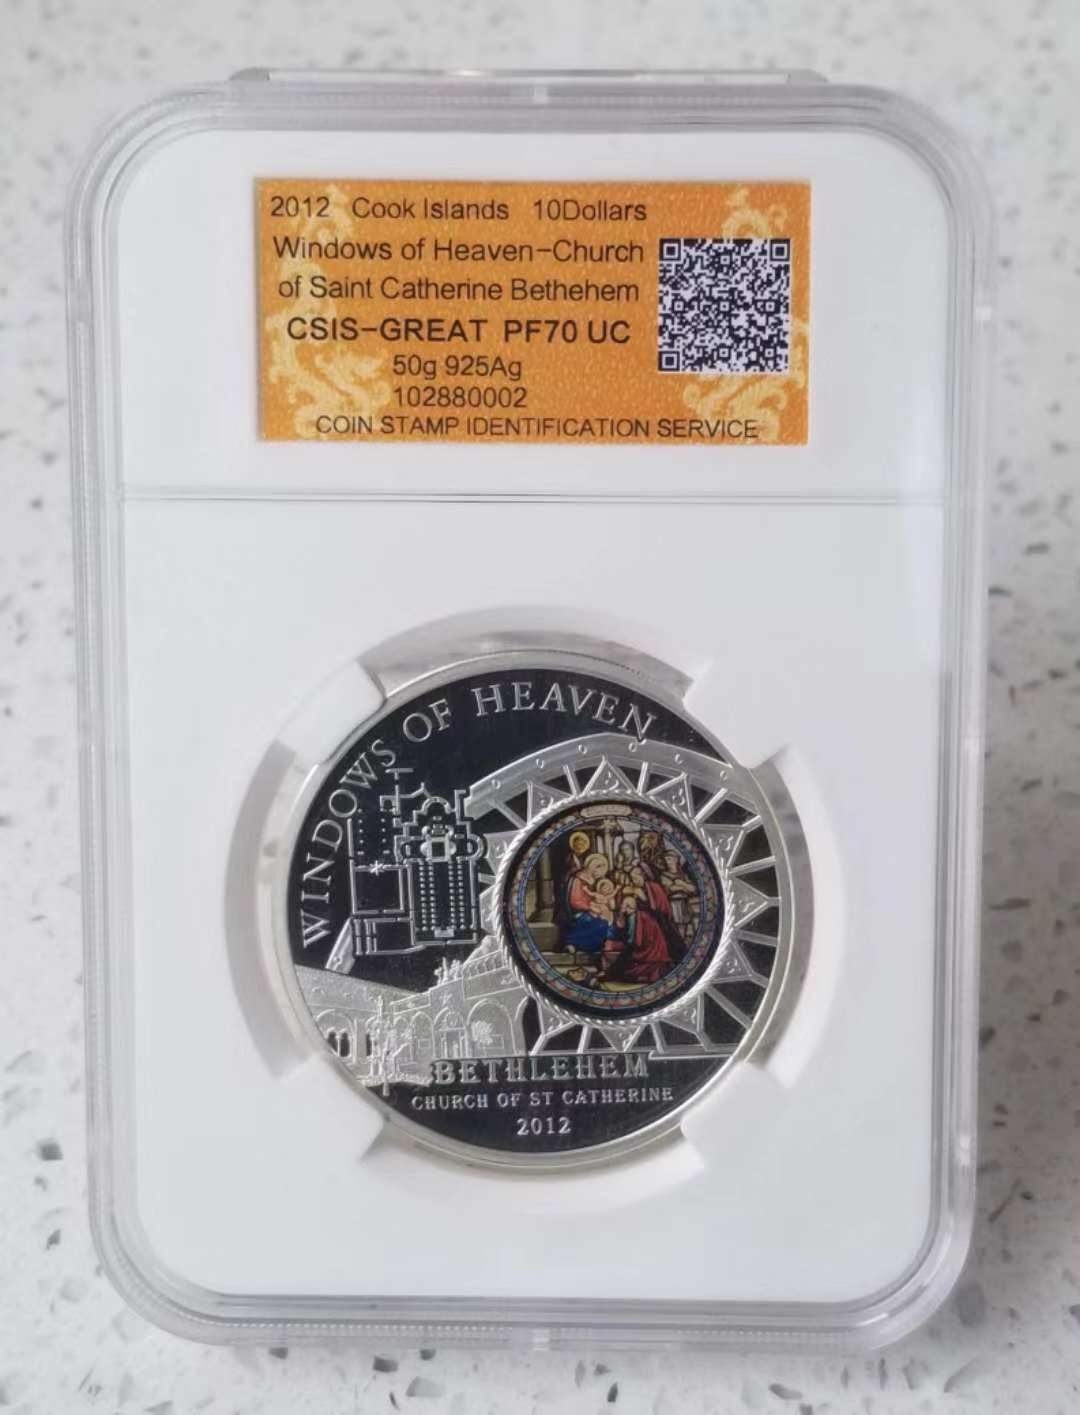 2012 Cook Islands 10Dollars
Windows of Heaven-Church
of Saint Catherine Bethehem
CSIS-GREAT PF70 UC
50g 925Ag
102880002
COIN STAMP IDENTIFICATION SERVICE
WINDOWS OF HEAVEN
BETHLEHEM
CHURCH OF ST CATHERINE
2012